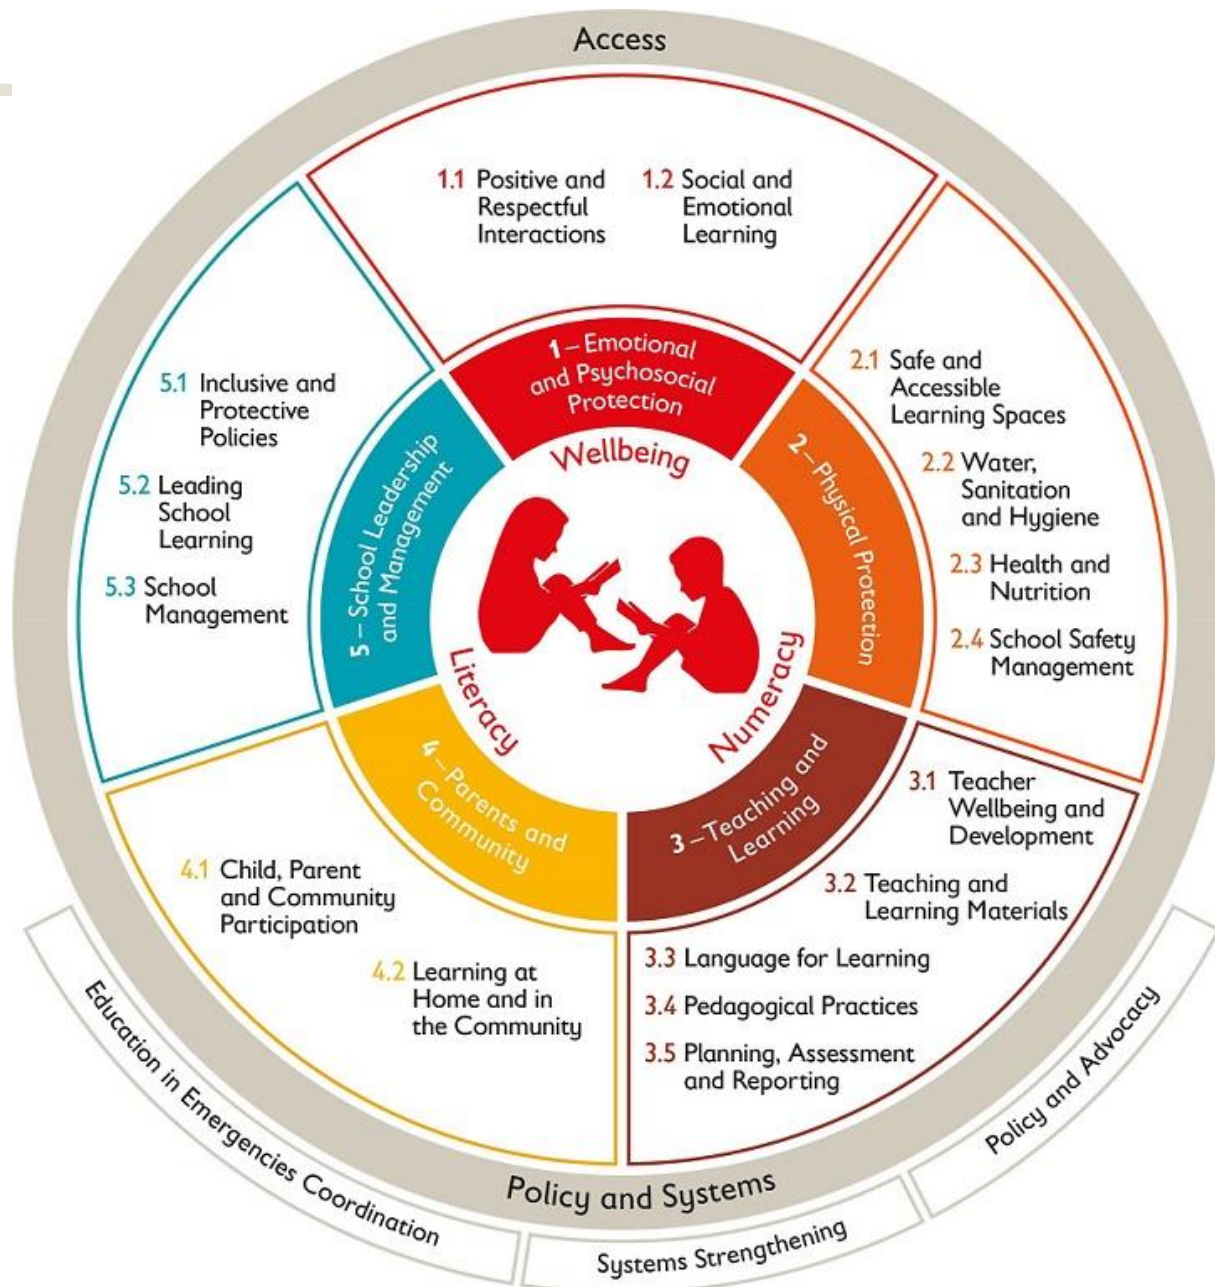 Access
1.1 Positive and
Respectful
Interactions
1.2 Social and
Emotional
Learning
1 – Emotional
and Psychosocial
Protection
2.1 Safe and
Accessible
Learning Spaces
2.2 Water,
Sanitation
and Hygiene
2.3 Health and
Nutrition
2.4 School Safety
Management
2 – Physical Protection
3.1 Teacher
Wellbeing and
Development
3.2 Teaching and
Learning Materials
3.3 Language for Learning
3.4 Pedagogical Practices
3.5 Planning, Assessment
and Reporting
3 – Teaching and
Learning
4.1 Child, Parent
and Community
Participation
4.2 Learning at
Home and in
the Community
4 – Parents and
Community
5.1 Inclusive and
Protective
Policies
5.2 Leading
School
Learning
5.3 School
Management
5 – School Leadership
and Management
Wellbeing
Literacy
Numeracy
Policy and Systems
Education in Emergencies Coordination
Systems Strengthening
Policy and Advocacy